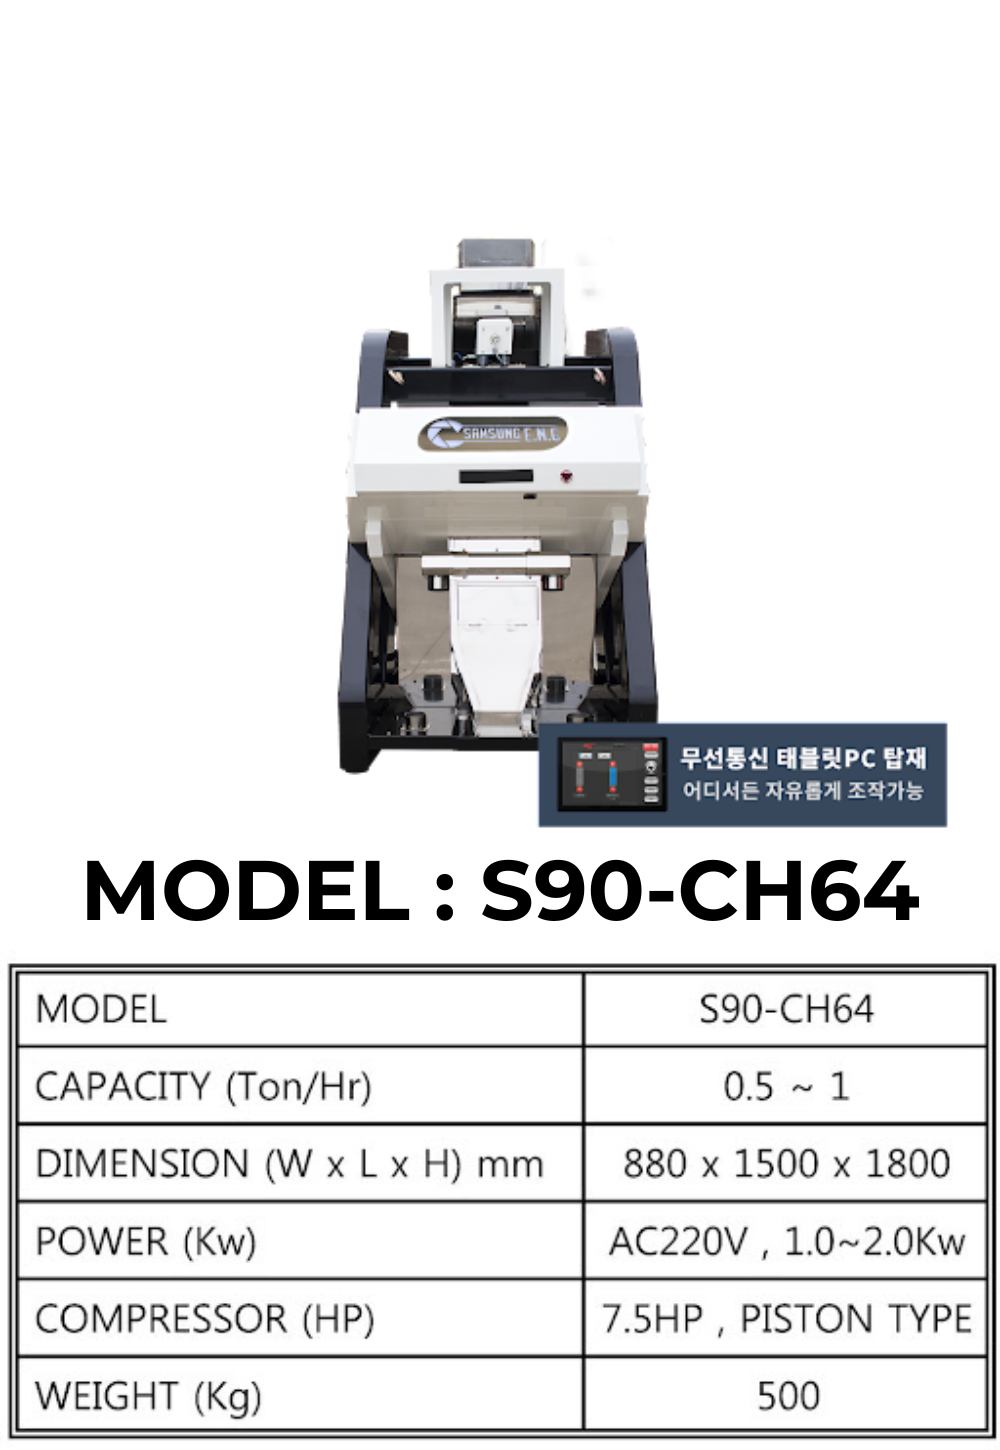 SAMSUNG E.N.G
무선통신 태블릿PC 탑재
어디서든 자유롭게 조작가능
MODEL : S90-CH64
MODEL S90-CH64
CAPACITY (Ton/Hr) 0.5 ~ 1
DIMENSION (W x L x H) mm 880 x 1500 x 1800
POWER (Kw) AC220V , 1.0~2.0Kw
COMPRESSOR (HP) 7.5HP , PISTON TYPE
WEIGHT (Kg) 500